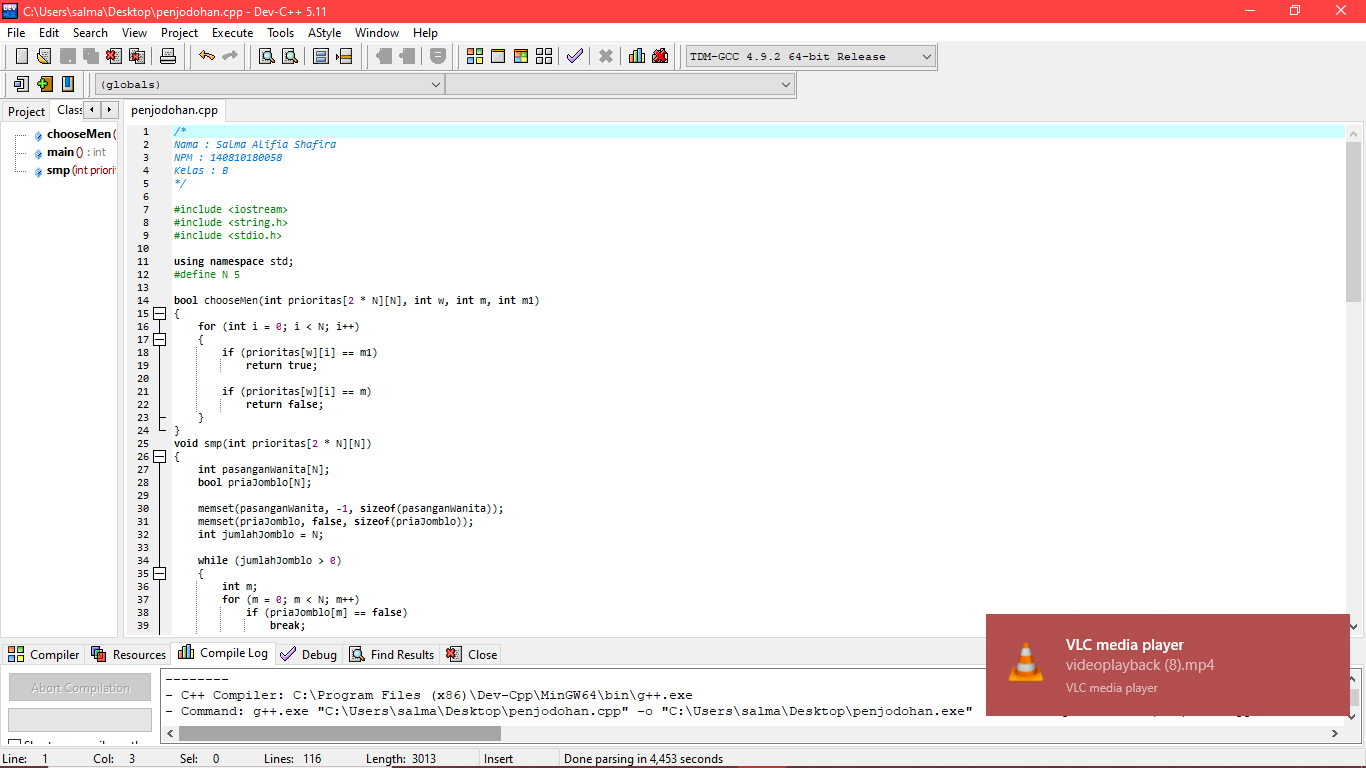 C:\Users\salma\Desktop\penjodohan.cpp - Dev-C++ 5.11
File Edit Search View Project Execute Tools AStyle Window Help
TDM-GCC 4.9.2 64-bit Release
(globals)
Project Class
penjodohan.cpp
chooseMen (
main () : int
smp (int priorit
1 /*
2 Nama : Salma Alifia Shafira
3 NPM : 140810180058
4 Kelas : B
5 */
6
7 #include <iostream>
8 #include <string.h>
9 #include <stdio.h>
10
11 using namespace std;
12 #define N 5
13
14 bool chooseMen(int prioritas[2 * N][N], int w, int m, int m1)
15 {
16 for (int i = 0; i < N; i++)
17 {
18 if (prioritas[w][i] == m1)
19 return true;
20
21 if (prioritas[w][i] == m)
22 return false;
23 }
24 }
25 void smp(int prioritas[2 * N][N])
26 {
27 int pasanganWanita[N];
28 bool priaJomblo[N];
29
30 memset(pasanganWanita, -1, sizeof(pasanganWanita));
31 memset(priaJomblo, false, sizeof(priaJomblo));
32 int jumlahJomblo = N;
33
34 while (jumlahJomblo > 0)
35 {
36 int m;
37 for (m = 0; m < N; m++)
38 if (priaJomblo[m] == false)
39 break;
VLC media player
videoplayback (8).mp4
VLC media player
Compiler Resources Compile Log Debug Find Results Close
Abort Compilation
--------
- C++ Compiler: C:\Program Files (x86)\Dev-Cpp\MinGW64\bin\g++.exe
- Command: g++.exe "C:\Users\salma\Desktop\penjodohan.cpp" -o "C:\Users\salma\Desktop\penjodohan.exe"
Line: 1 Col: 3 Sel: 0 Lines: 116 Length: 3013 Insert Done parsing in 4,453 seconds